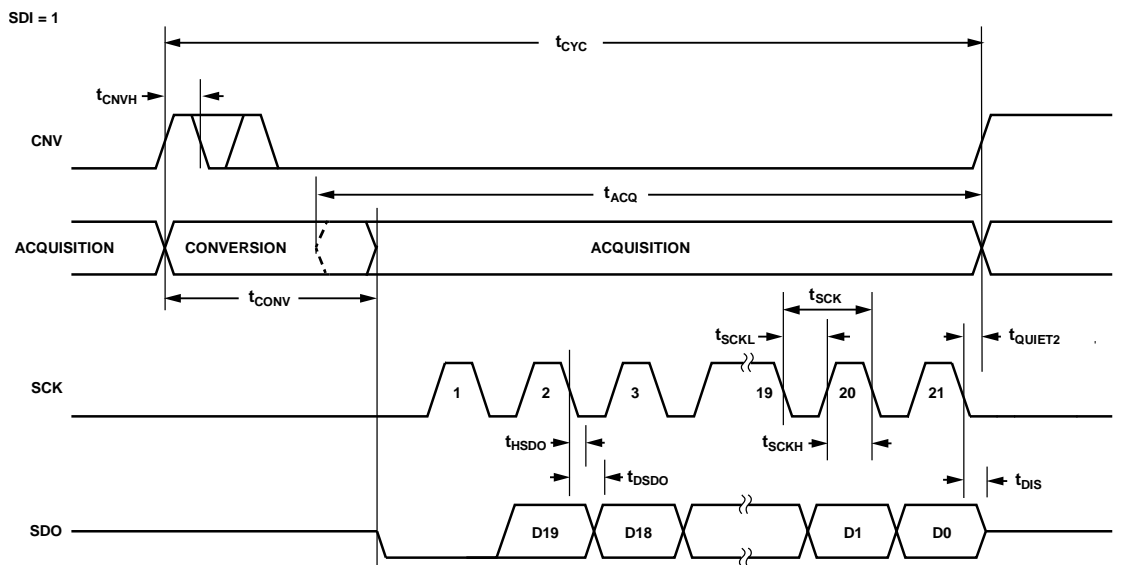 SDI = 1
tCYC
tCNVH
CNV
tACQ
ACQUISITION
CONVERSION
ACQUISITION
tCONV
tSCK
tSCKL
tQUIET2
SCK
1
2
3
19
20
21
tHSDO
tSCKH
tDSDO
tDIS
SDO
D19
D18
D1
D0